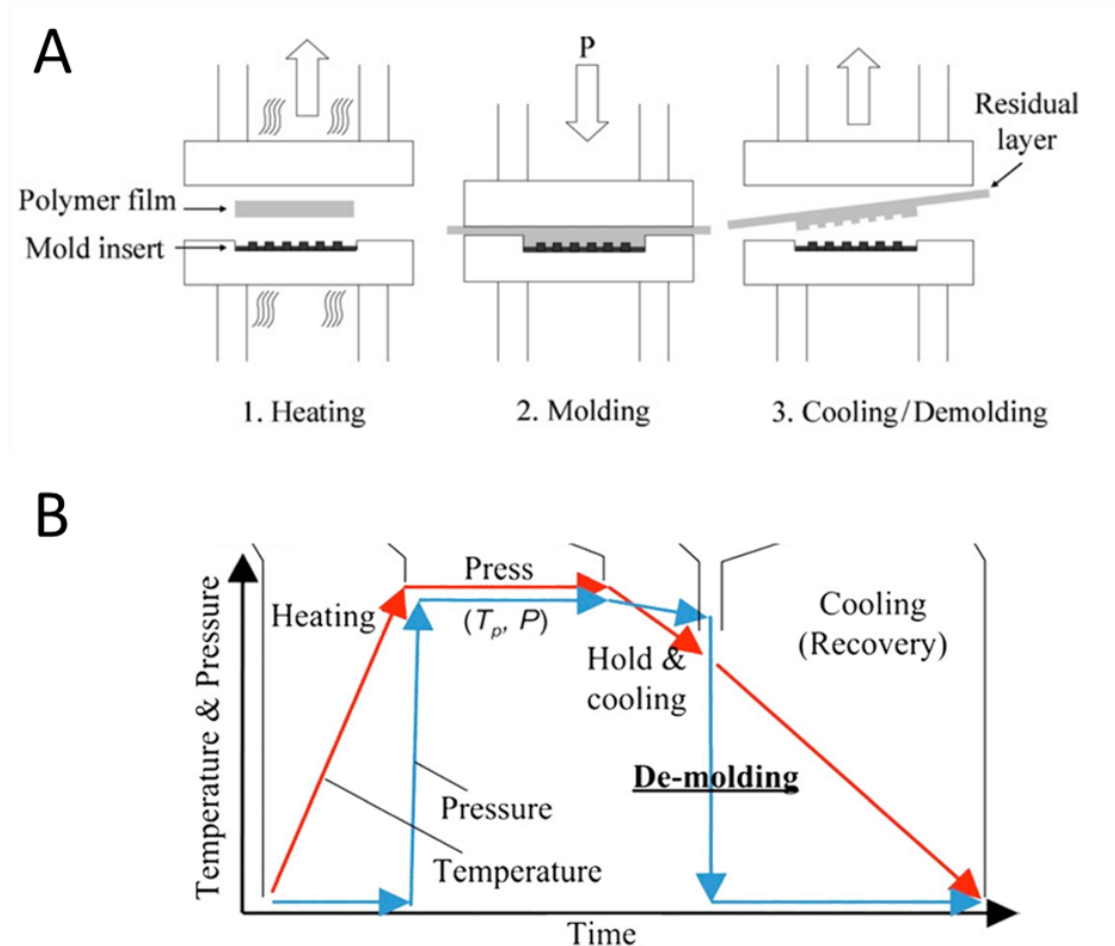 A
P
Residual
layer
Polymer film
Mold insert
1. Heating
2. Molding
3. Cooling/Demolding
B
Temperature & Pressure
Heating
Press
(Tp, P)
Hold &
cooling
Cooling
(Recovery)
De-molding
Pressure
Temperature
Time